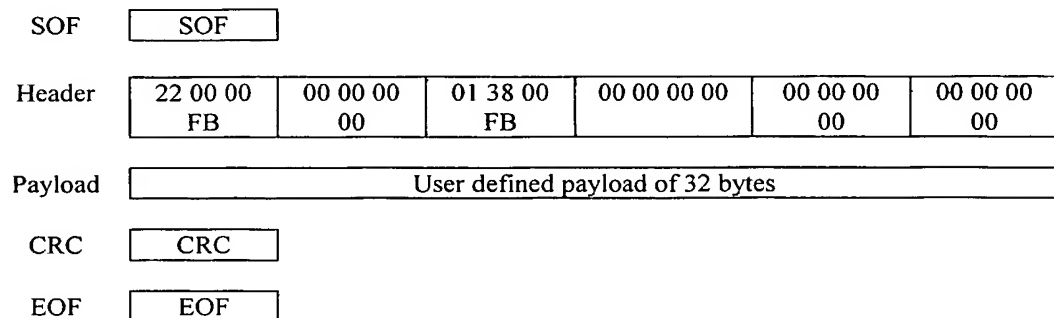 SOF SOF
Header 22 00 00 00 00 00 01 38 00 00 00 00 00 00 00 00 00 00 00
FB 00 FB 00 00
Payload User defined payload of 32 bytes
CRC CRC
EOF EOF